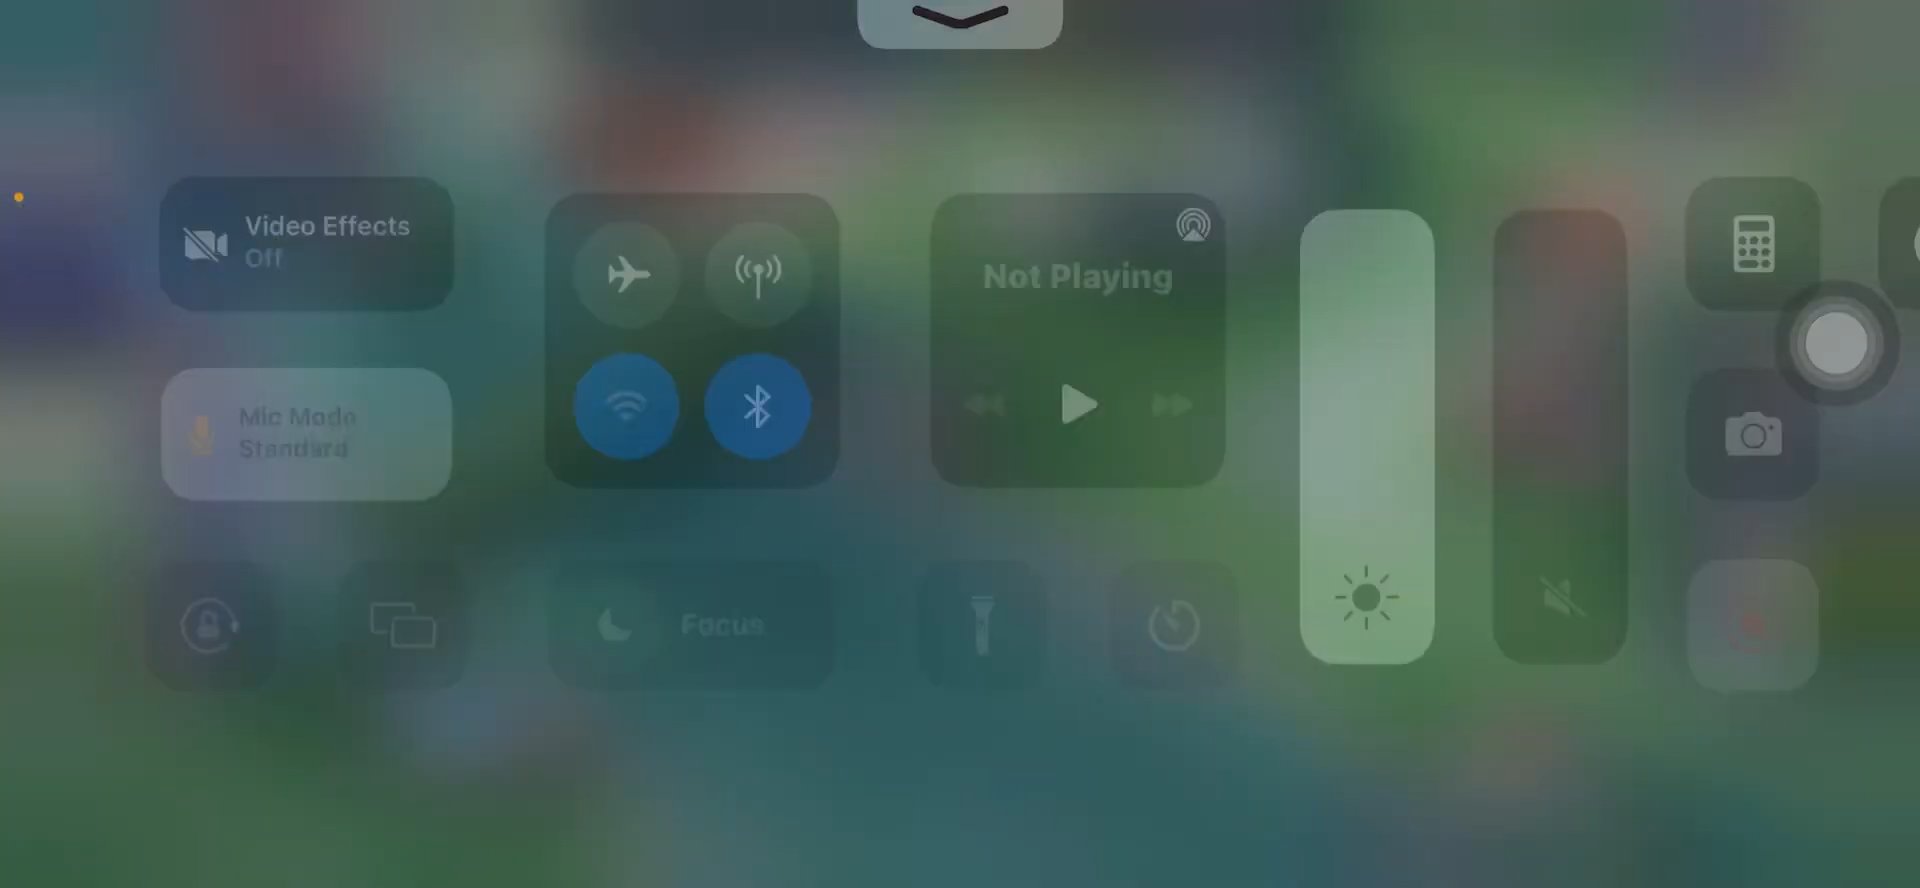 Video Effects
Off
Mic Mode
Standard
Not Playing
Focus